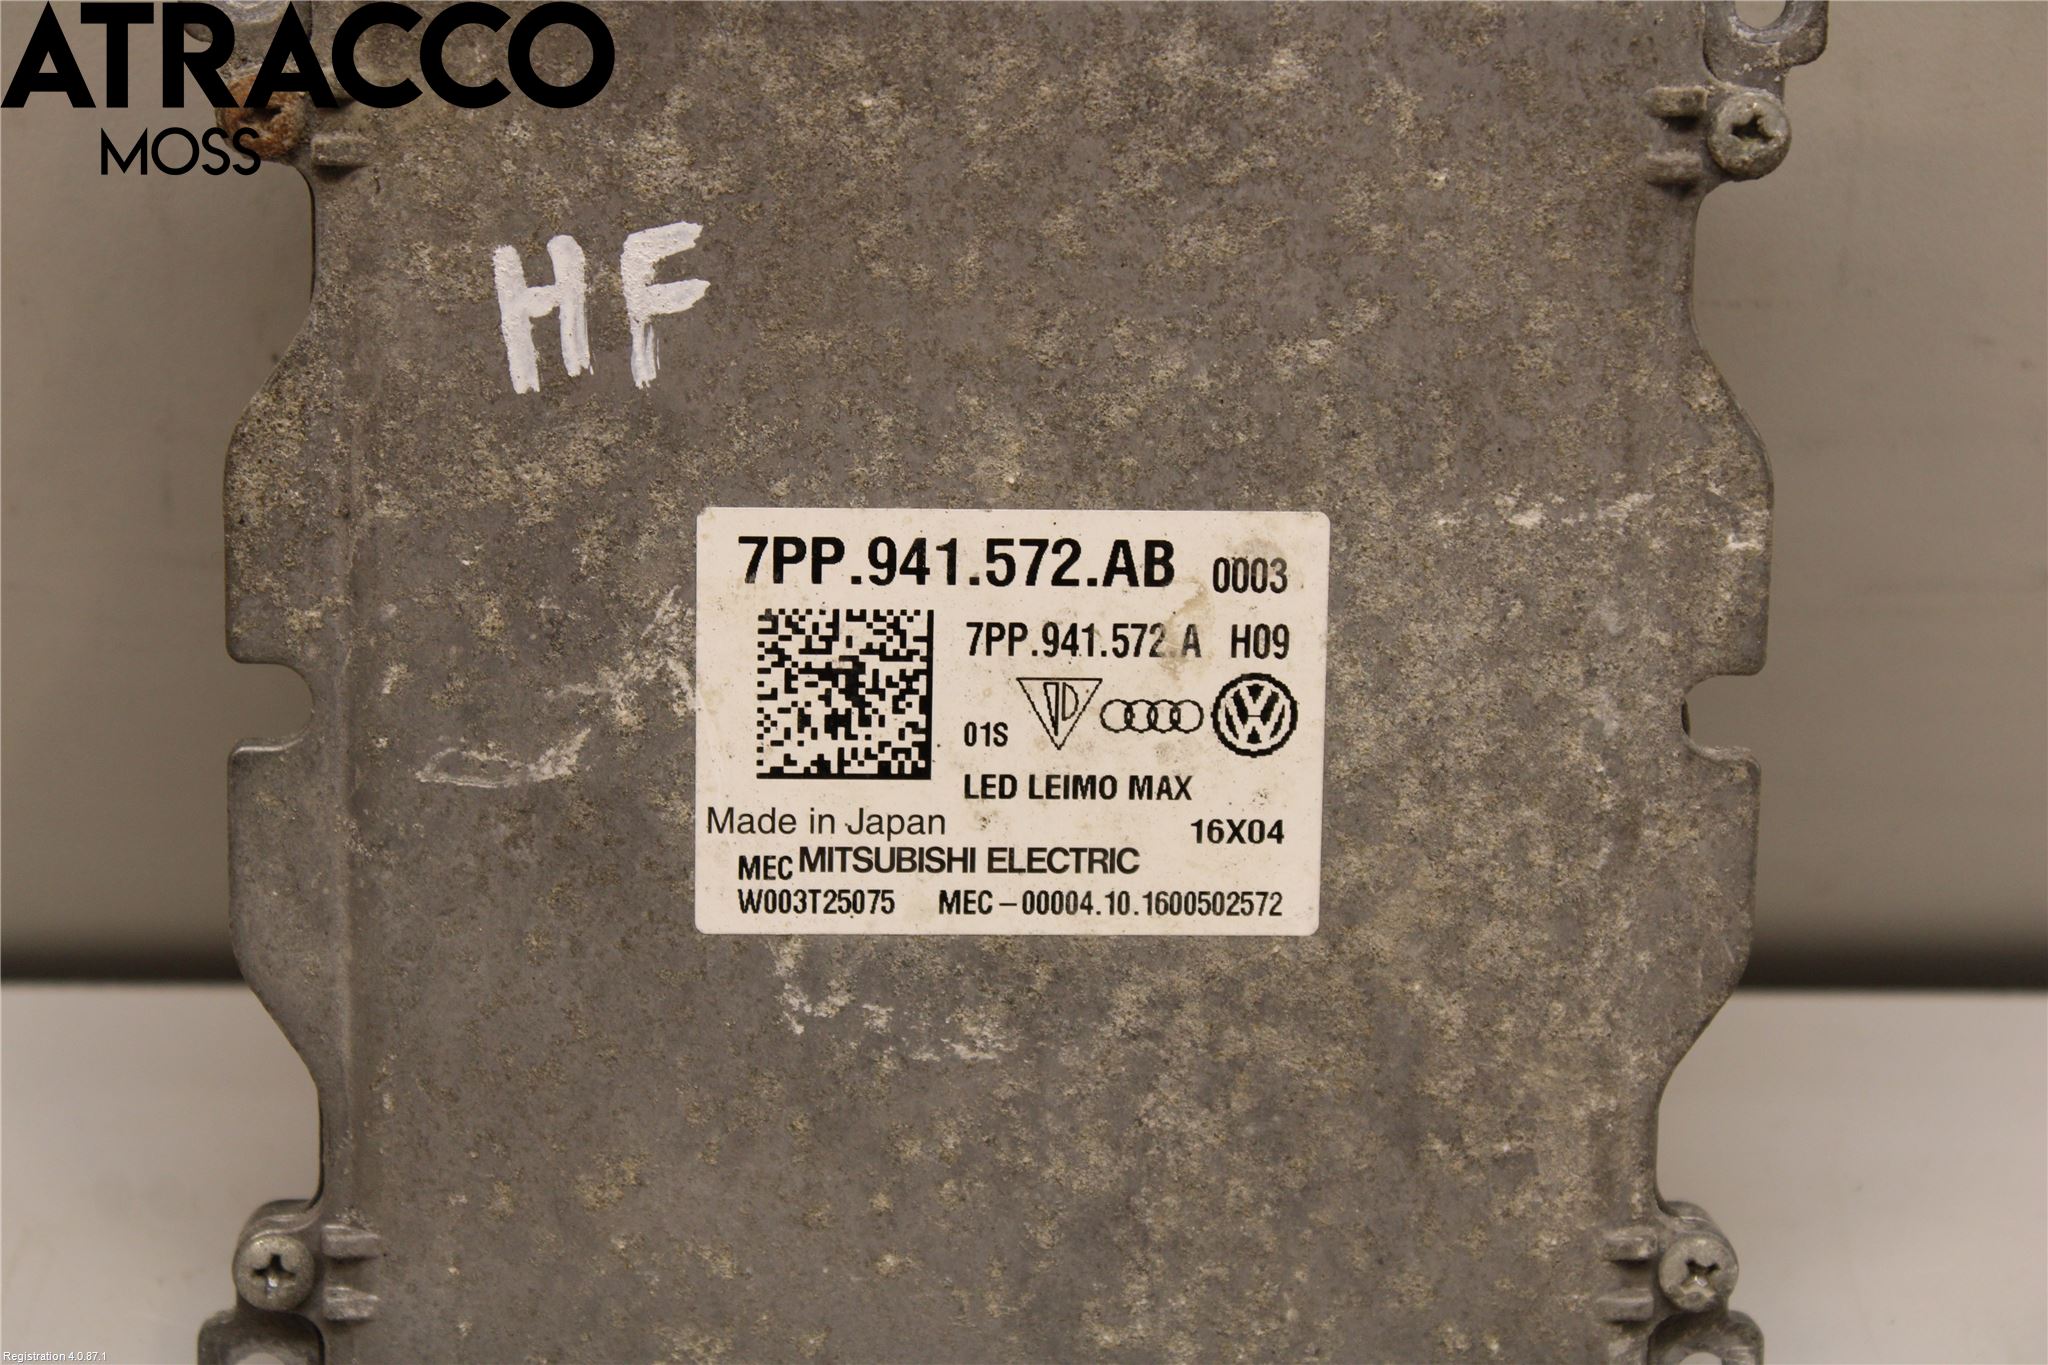 ATRACCO
MOSS
HF
7PP.941.572.AB 0003
7PP.941.572.A H09
01S
LED LEIMO MAX
Made in Japan 16X04
MEC MITSUBISHI ELECTRIC
W003T25075 MEC-00004.10.1600502572
Registration 4.0.87.1